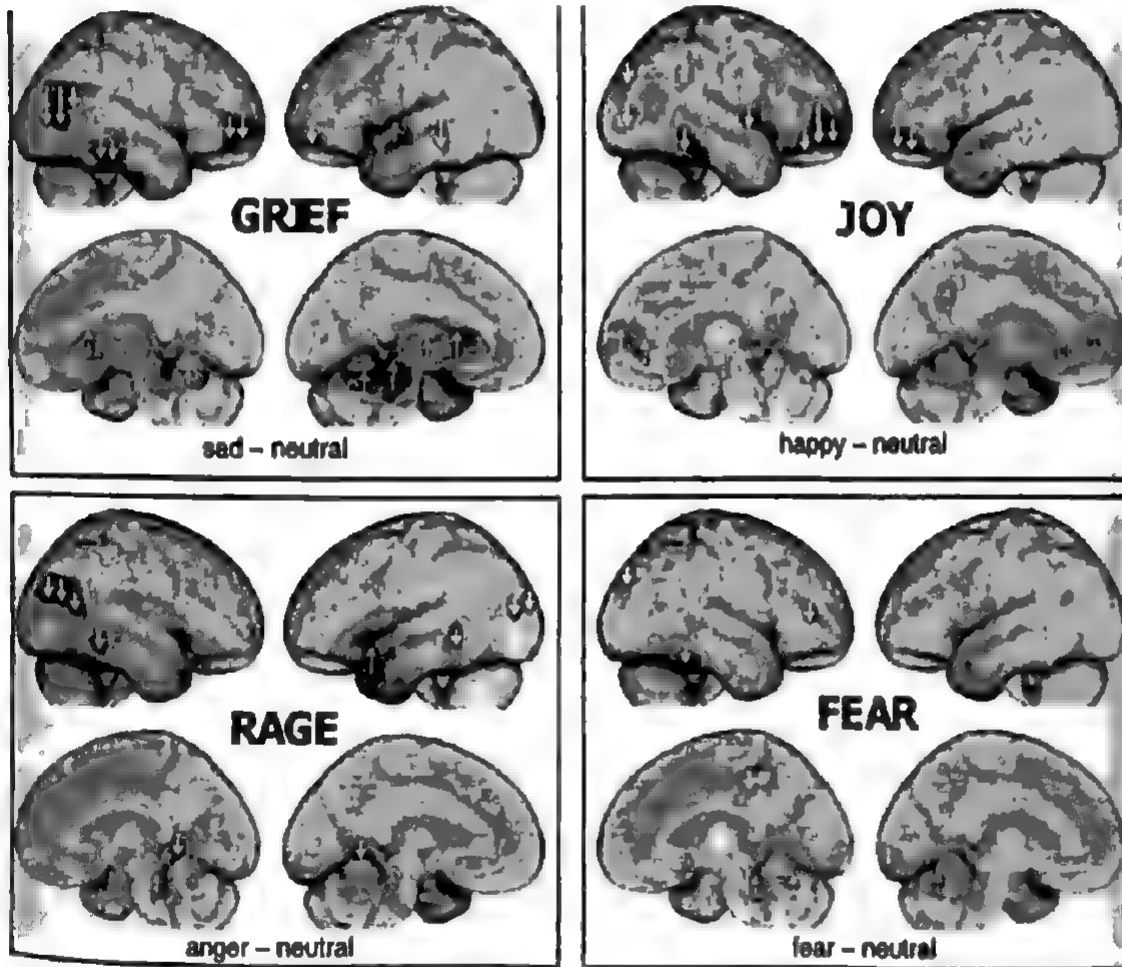 GRIEF
sad – neutral
JOY
happy – neutral
RAGE
anger – neutral
FEAR
fear – neutral